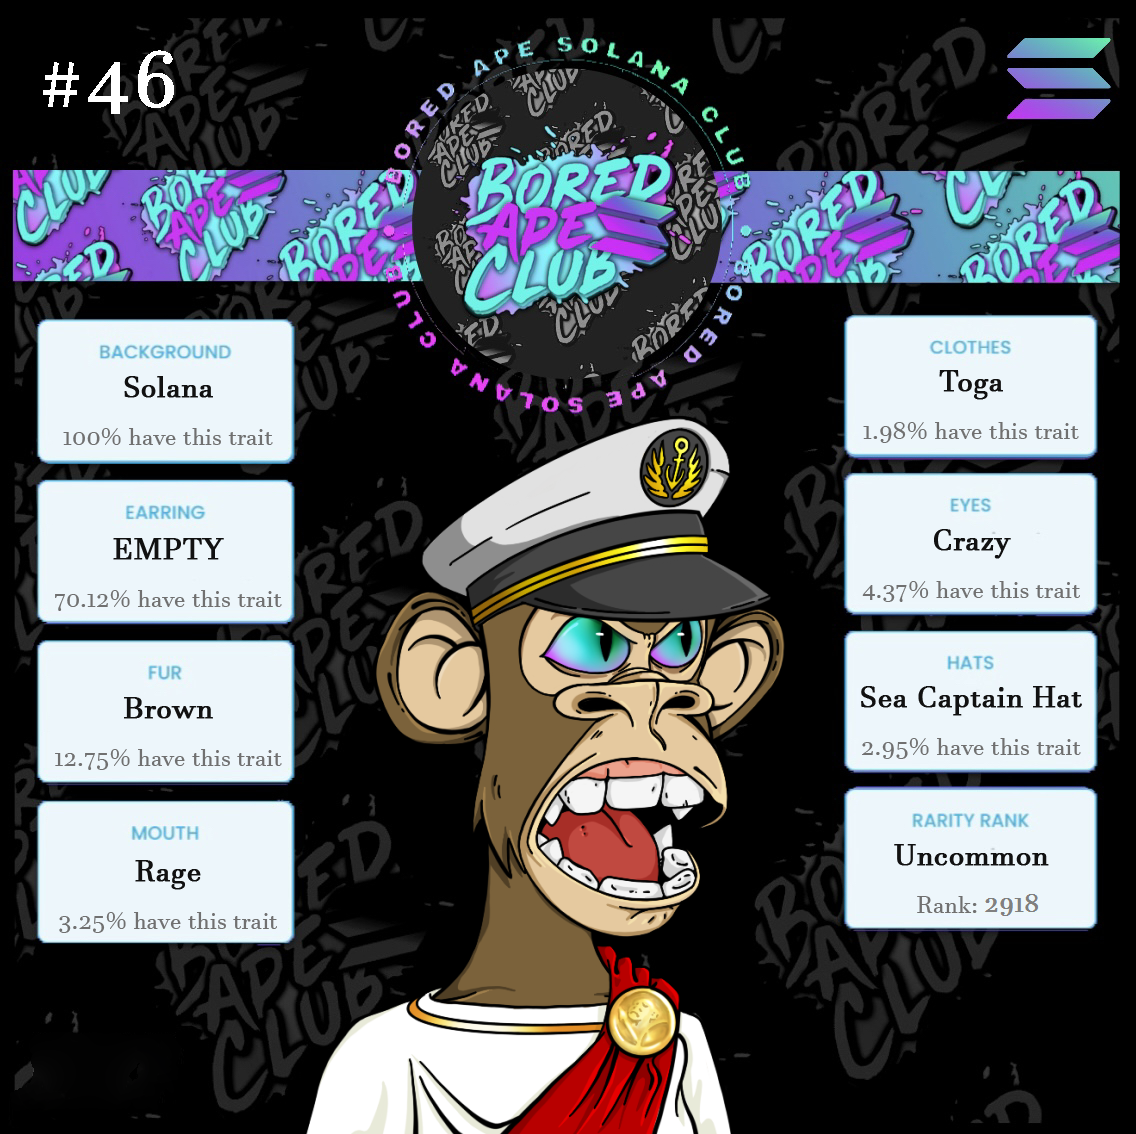 #46
BORED APE SOLANA CLUB
BORED APE SOLANA CLUB
BORED
APE
CLUB
BACKGROUND
Solana
100% have this trait
EARRING
EMPTY
70.12% have this trait
FUR
Brown
12.75% have this trait
MOUTH
Rage
3.25% have this trait
CLOTHES
Toga
1.98% have this trait
EYES
Crazy
4.37% have this trait
HATS
Sea Captain Hat
2.95% have this trait
RARITY RANK
Uncommon
Rank: 2918